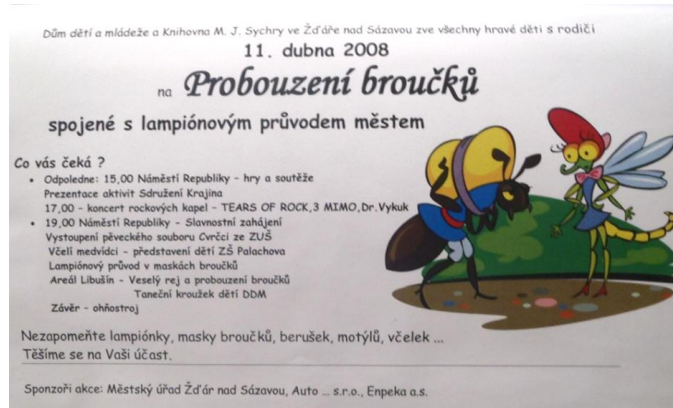 Dům dětí a mládeže a Knihovna M. J. Sychry ve Žďáře nad Sázavou zve všechny hravé děti s rodiči
11. dubna 2008
na Probouzení broučků
spojené s lampiónovým průvodem městem
Co vás čeká ?
• Odpoledne: 15,00 Náměstí Republiky - hry a soutěže
Prezentace aktivit Sdružení Krajina
17,00 - koncert rockových kapel - TEARS OF ROCK,3 MIMO,Dr.Vykuk
• 19,00 Náměstí Republiky - Slavnostní zahájení
Vystoupení pěveckého souboru Cvrčci ze ZUŠ
Včelí medvídci - představení dětí ZŠ Palachova
Lampiónový průvod v maskách broučků
Areál Libušín - Veselý rej a probouzení broučků
Taneční kroužek dětí DDM
Závěr - ohňostroj
Nezapomeňte lampiónky, masky broučků, berušek, motýlů, včelek ...
Těšíme se na Vaši účast.
Sponzoři akce: Městský úřad Žďár nad Sázavou, Auto ... s.r.o., Enpeka a.s.